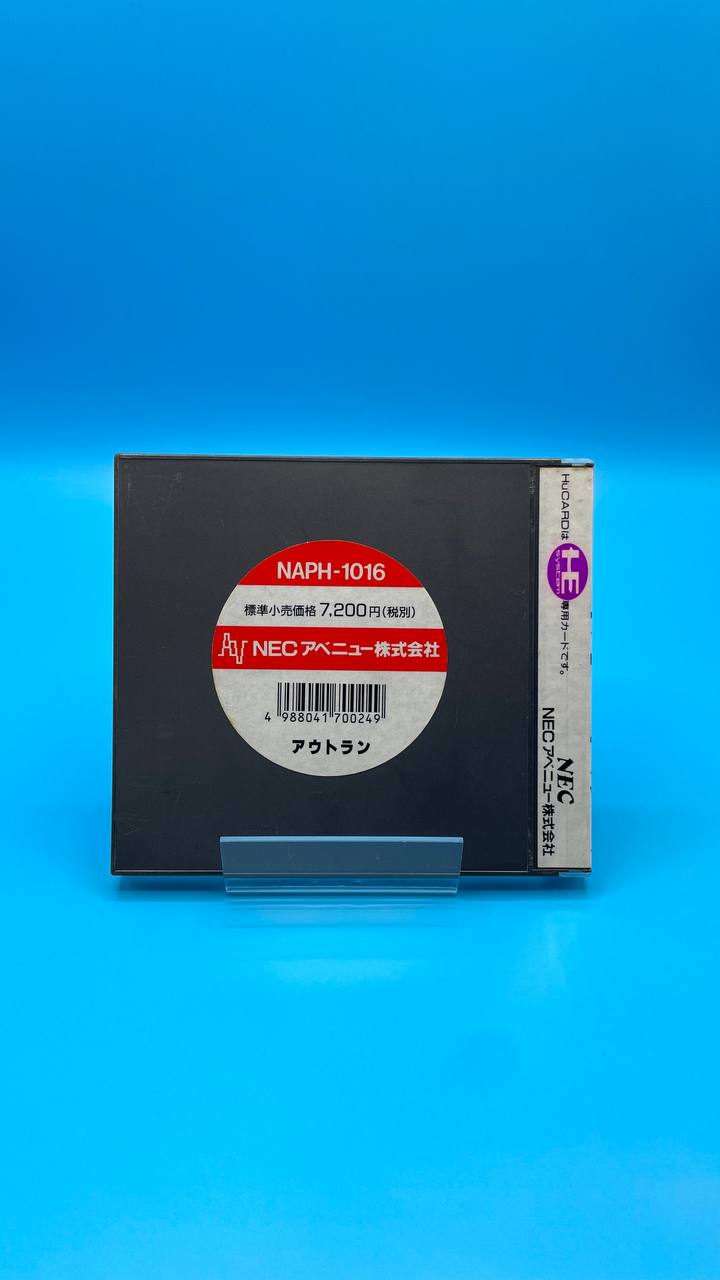 NAPH-1016
標準小売価格 7,200円(税別)
NECアベニュー株式会社
4 988041 700249
アウトラン
HuCARDは
HE
system
専用カードです。
NEC
NECアベニュー株式会社